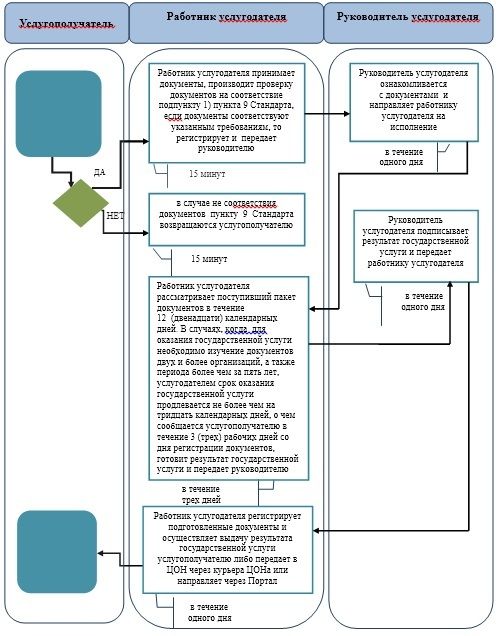 Услугополучатель
Работник услугодателя
Руководитель услугодателя
Работник услугодателя принимает
документы, производит проверку
документов на соответствие
подпункту 1) пункта 9 Стандарта,
если документы соответствуют
указанным требованиям, то
регистрирует и передает
руководителю
15 минут
Руководитель услугодателя
ознакомливается
с документами и
направляет работнику
услугодателя на
исполнение
в течение
одного дня
ДА
НЕТ
в случае не соответствия
документов пункту 9 Стандарта
возвращаются услугополучателю
15 минут
Руководитель
услугодателя подписывает
результат государственной
услуги и передает
работнику услугодателя
в течение
одного дня
Работник услугодателя
рассматривает поступивший пакет
документов в течение
12 (двенадцати) календарных
дней. В случаях, когда для
оказания государственной услуги
необходимо изучение документов
двух и более организаций, а также
периода более чем за пять лет,
услугодателем срок оказания
государственной услуги
продлевается не более чем на
тридцать календарных дней, о чем
сообщается услугополучателю в
течение 3 (трех) рабочих дней со
дня регистрации документов,
готовит результат государственной
услуги и передает руководителю
в течение
трех дней
Работник услугодателя регистрирует
подготовленные документы и
осуществляет выдачу результата
государственной услуги
услугополучателю либо передает в
ЦОН через курьера ЦОНа или
направляет через Портал
в течение
одного дня